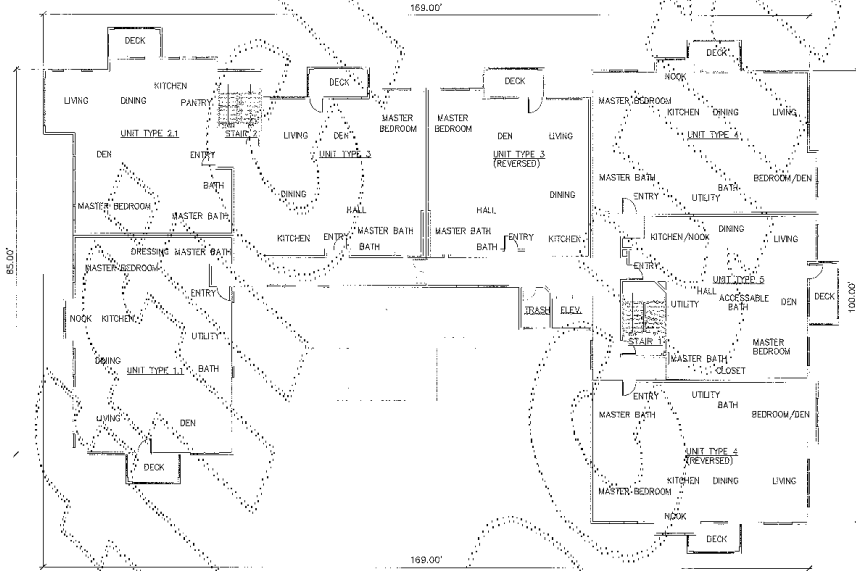 169.00'
85.00'
100.00'
DECK
KITCHEN
LIVING
DINING
PANTRY
UNIT TYPE 2.1
STAIR 2
DEN
ENTRY
BATH
MASTER BEDROOM
MASTER BATH
DECK
LIVING
DEN
MASTER
BEDROOM
UNIT TYPE 3
DINING
HALL
KITCHEN
ENTRY
MASTER BATH
BATH
DECK
MASTER
BEDROOM
DEN
LIVING
UNIT TYPE 3
(REVERSED)
DINING
HALL
MASTER BATH
BATH
ENTRY
KITCHEN
DECK
NOOK
MASTER BEDROOM
KITCHEN
DINING
LIVING
UNIT TYPE 4
MASTER BATH
BATH
BEDROOM/DEN
ENTRY
UTILITY
DRESSING
MASTER BATH
MASTER BEDROOM
ENTRY
NOOK
KITCHEN
UTILITY
DINING
UNIT TYPE 1.1
BATH
LIVING
DEN
DECK
TRASH
ELEV.
DINING
KITCHEN/NOOK
LIVING
ENTRY
UNIT TYPE 5
HALL
ACCESSABLE
BATH
UTILITY
DEN
DECK
STAIR 1
MASTER
BEDROOM
MASTER BATH
CLOSET
ENTRY
UTILITY
BATH
MASTER BATH
BEDROOM/DEN
UNIT TYPE 4
(REVERSED)
KITCHEN
DINING
LIVING
MASTER BEDROOM
NOOK
DECK
169.00'